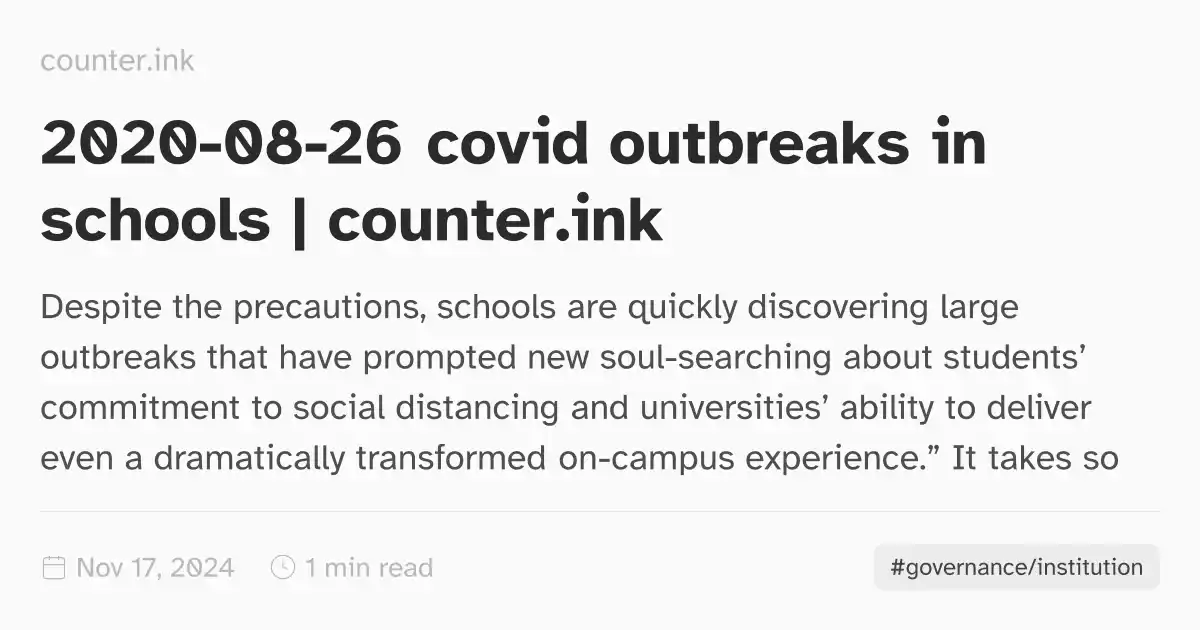 counter.ink
2020-08-26 covid outbreaks in
schools | counter.ink
Despite the precautions, schools are quickly discovering large
outbreaks that have prompted new soul-searching about students’
commitment to social distancing and universities’ ability to deliver
even a dramatically transformed on-campus experience.” It takes so
Nov 17, 2024 1 min read #governance/institution